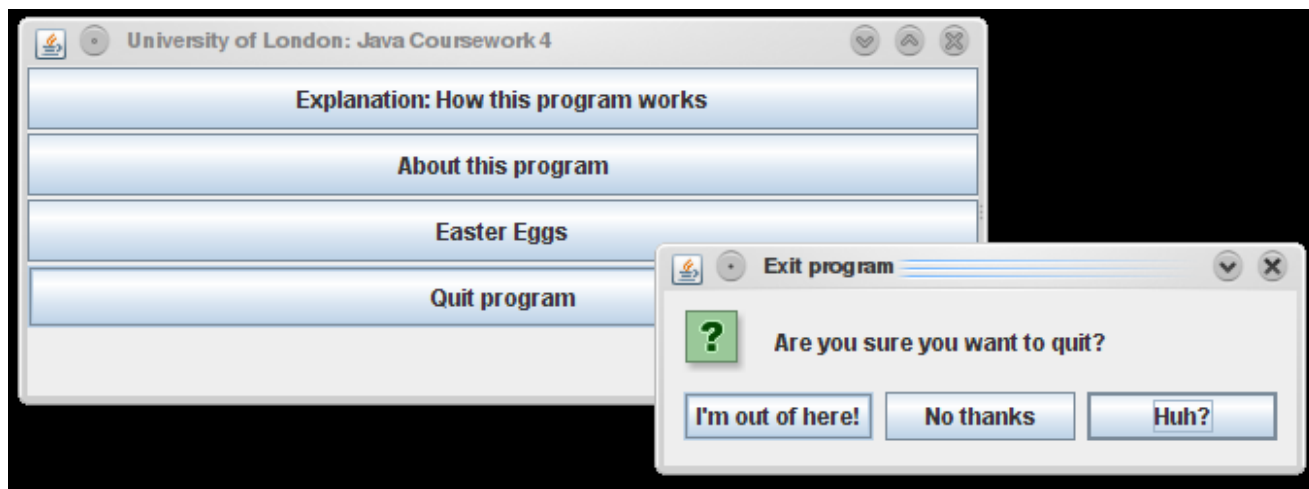 University of London: Java Coursework 4
Explanation: How this program works
About this program
Easter Eggs
Quit program
Exit program
?
Are you sure you want to quit?
I'm out of here! No thanks Huh?